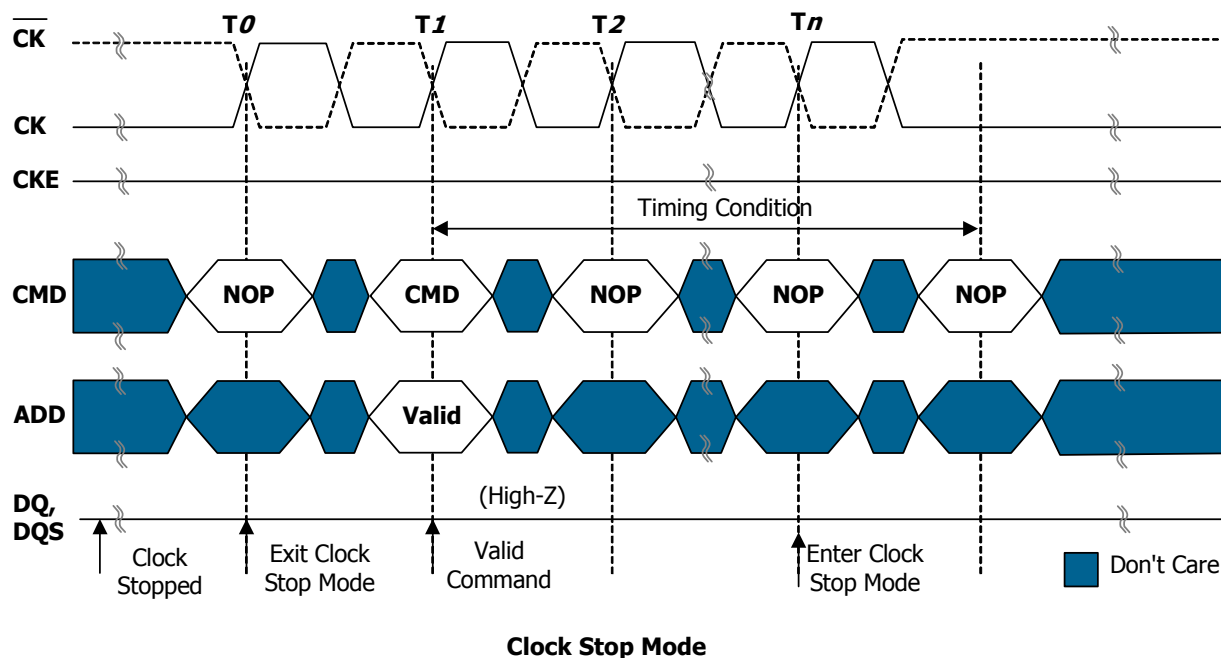 CK
T0 T1 T2 Tn
CK
CKE
Timing Condition
CMD NOP CMD NOP NOP NOP
ADD Valid
DQ,
DQS
(High-Z)
Clock
Stopped
Exit Clock
Stop Mode
Valid
Command
Enter Clock
Stop Mode
Don't Care
Clock Stop Mode